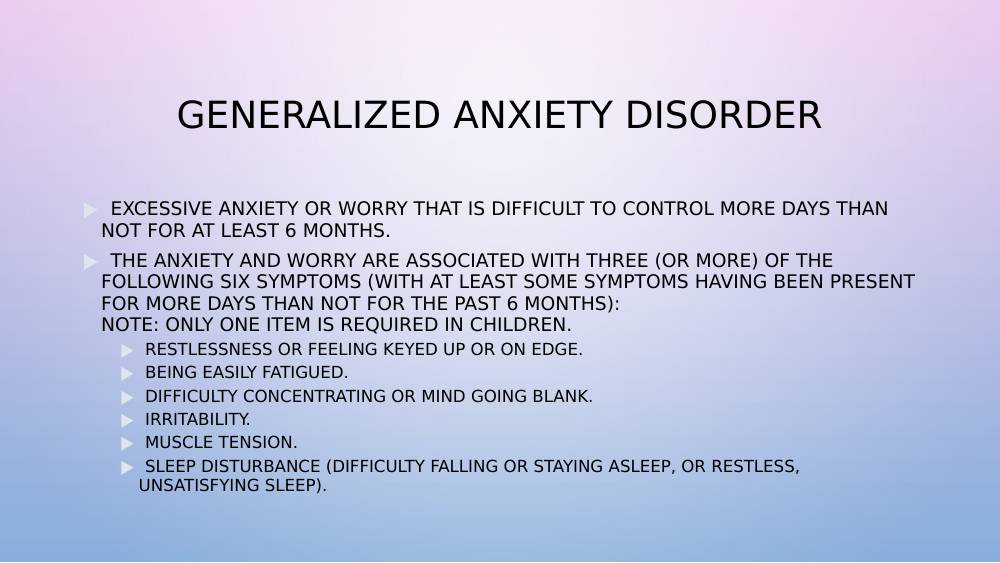 GENERALIZED ANXIETY DISORDER
EXCESSIVE ANXIETY OR WORRY THAT IS DIFFICULT TO CONTROL MORE DAYS THAN
NOT FOR AT LEAST 6 MONTHS.
THE ANXIETY AND WORRY ARE ASSOCIATED WITH THREE (OR MORE) OF THE
FOLLOWING SIX SYMPTOMS (WITH AT LEAST SOME SYMPTOMS HAVING BEEN PRESENT
FOR MORE DAYS THAN NOT FOR THE PAST 6 MONTHS):
NOTE: ONLY ONE ITEM IS REQUIRED IN CHILDREN.
RESTLESSNESS OR FEELING KEYED UP OR ON EDGE.
BEING EASILY FATIGUED.
DIFFICULTY CONCENTRATING OR MIND GOING BLANK.
IRRITABILITY.
MUSCLE TENSION.
SLEEP DISTURBANCE (DIFFICULTY FALLING OR STAYING ASLEEP, OR RESTLESS,
UNSATISFYING SLEEP).